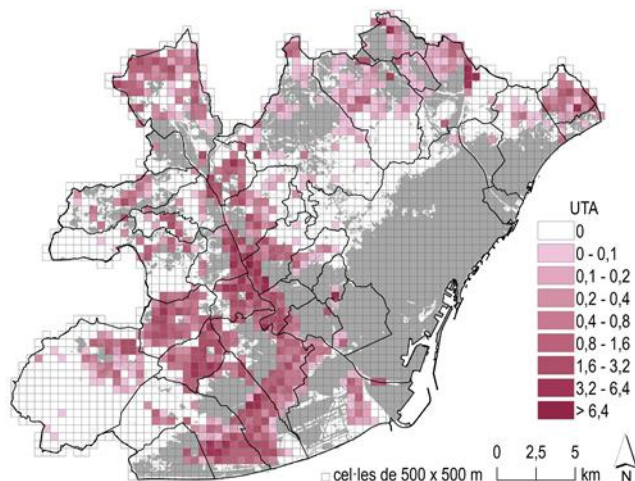 UTA
0
0 - 0,1
0,1 - 0,2
0,2 - 0,4
0,4 - 0,8
0,8 - 1,6
1,6 - 3,2
3,2 - 6,4
> 6,4
cel·les de 500 x 500 m
0 2,5 5
km
N